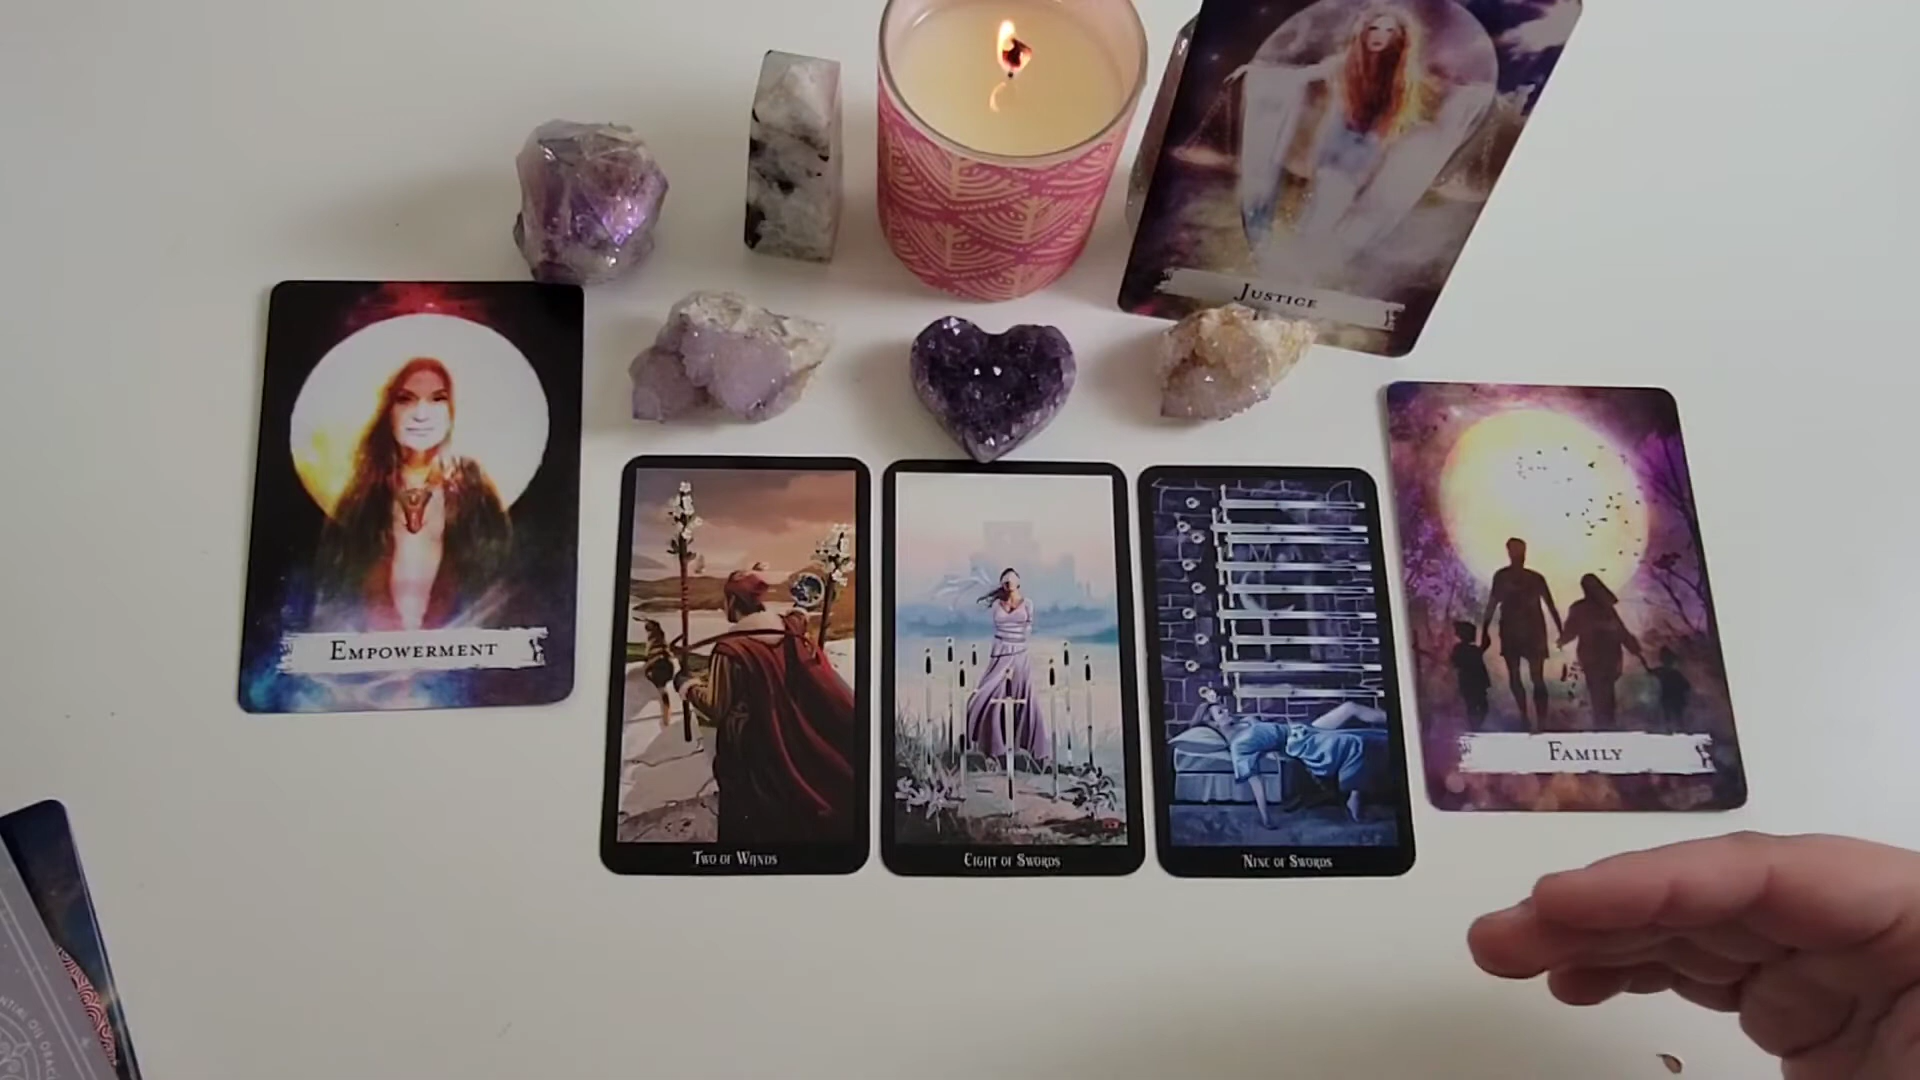 Justice
Empowerment
Family
Two of Wands
Eight of Swords
Nine of Swords